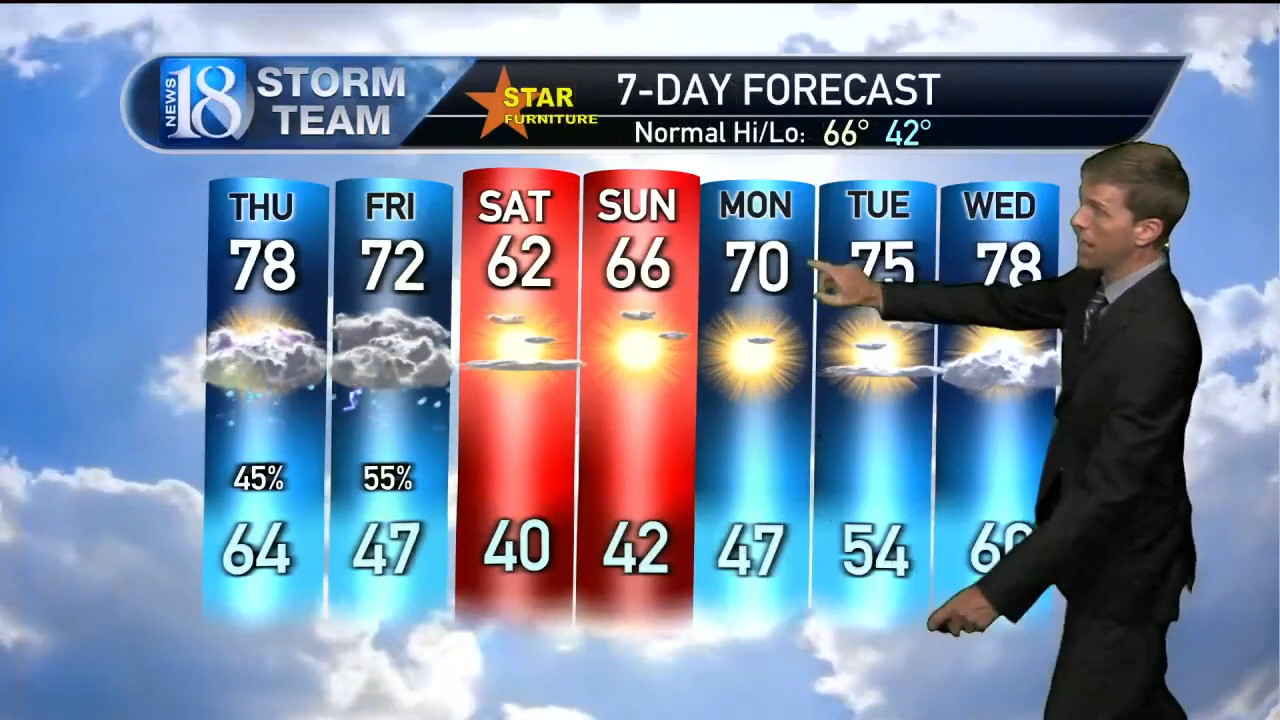 NEWS 18 STORM TEAM
STAR FURNITURE
7-DAY FORECAST
Normal Hi/Lo: 66° 42°
THU FRI SAT SUN MON TUE WED
78 72 62 66 70 75 78
45% 55%
64 47 40 42 47 54